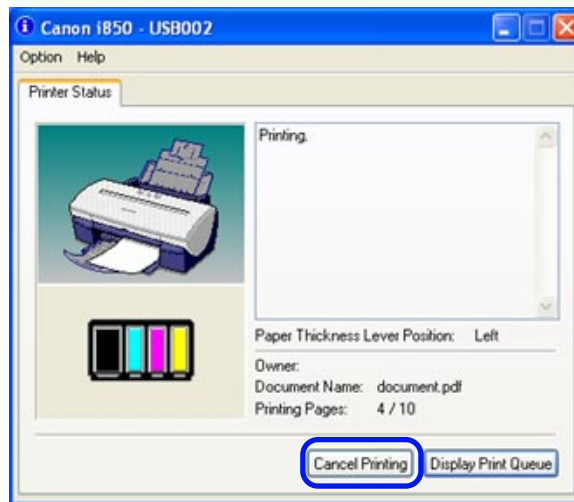 Canon i850 - USB002
Option Help
Printer Status
Printing.
Paper Thickness Lever Position: Left
Owner:
Document Name: document.pdf
Printing Pages: 4 / 10
Cancel Printing Display Print Queue